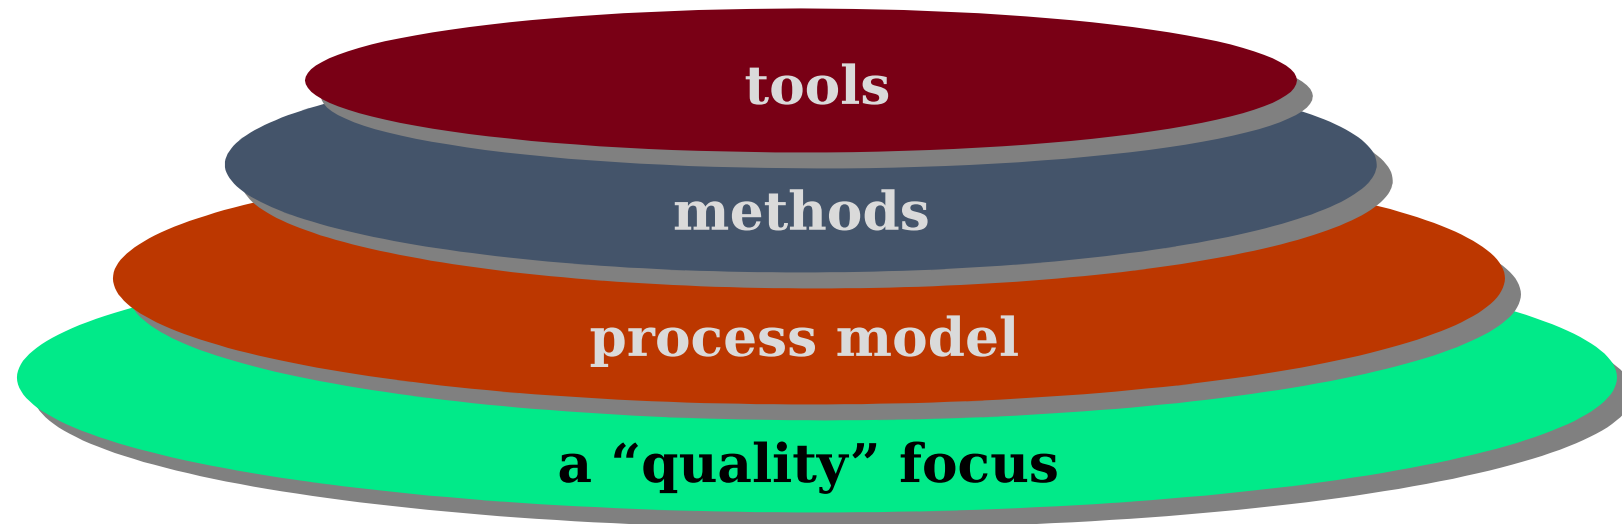 tools
methods
process model
a “quality” focus